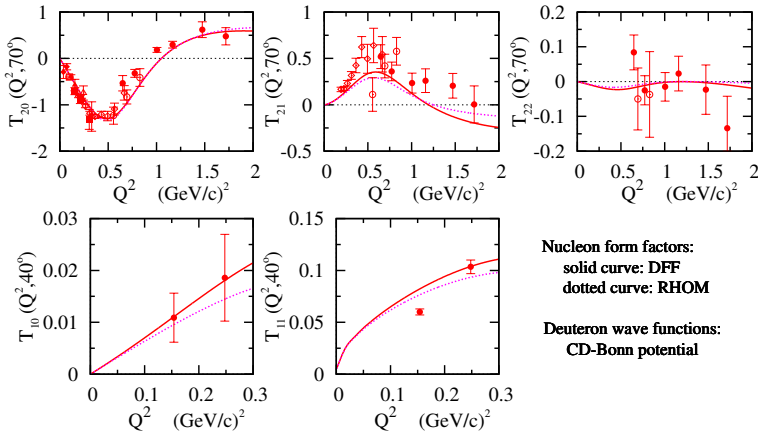 T20 (Q2,70o)
1
0
-1
-2
0 0.5 1 1.5 2
Q2 (GeV/c)2
T21 (Q2,70o)
1
0.5
0
-0.5
0 0.5 1 1.5 2
Q2 (GeV/c)2
T22 (Q2,70o)
0.2
0.1
0
-0.1
-0.2
0 0.5 1 1.5 2
Q2 (GeV/c)2
T10 (Q2,40o)
0.03
0.02
0.01
0
0 0.1 0.2 0.3
Q2 (GeV/c)2
T11 (Q2,40o)
0.15
0.1
0.05
0
0 0.1 0.2 0.3
Q2 (GeV/c)2
Nucleon form factors:
solid curve: DFF
dotted curve: RHOM
Deuteron wave functions:
CD-Bonn potential